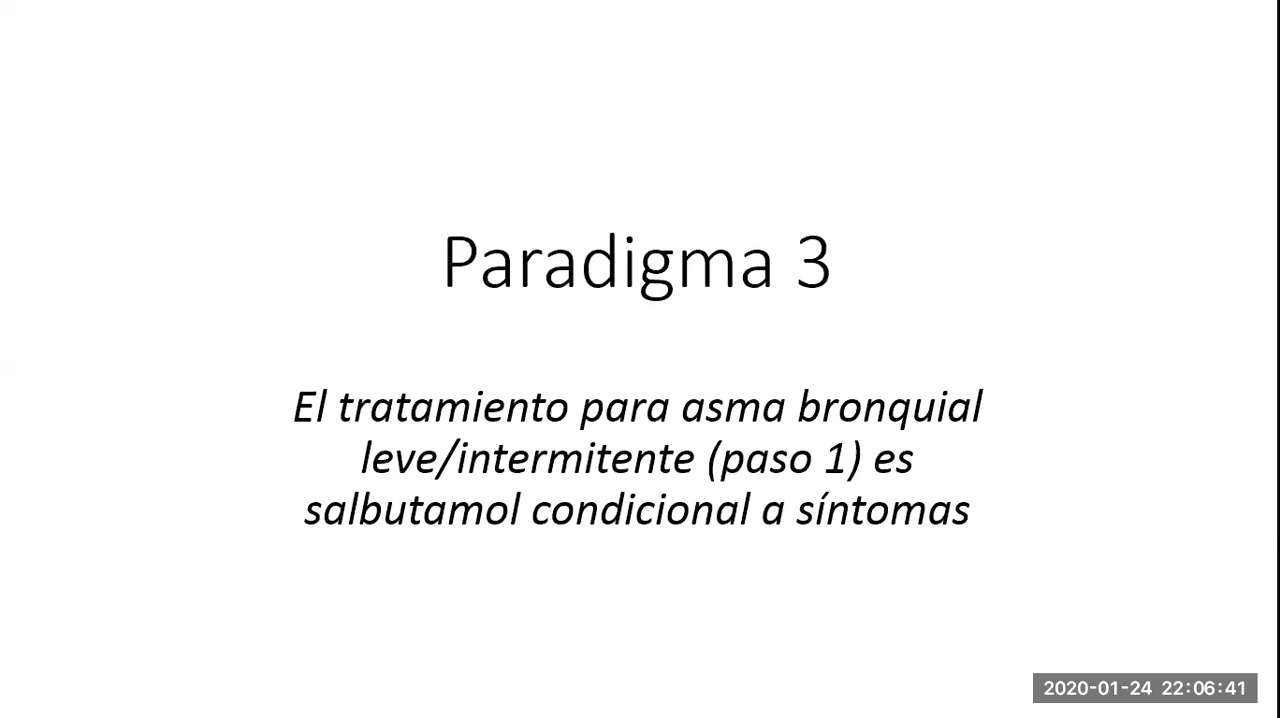 Paradigma 3
El tratamiento para asma bronquial
leve/intermitente (paso 1) es
salbutamol condicional a síntomas
2020-01-24 22:06:41